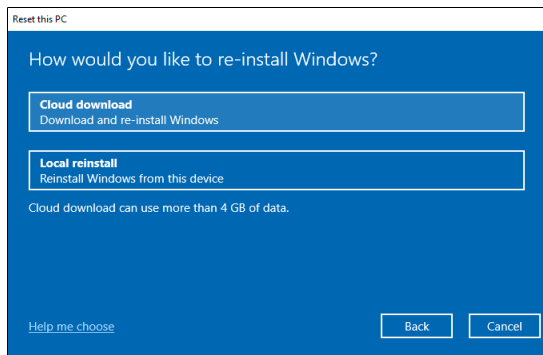 Reset this PC
How would you like to re-install Windows?
Cloud download
Download and re-install Windows
Local reinstall
Reinstall Windows from this device
Cloud download can use more than 4 GB of data.
Help me choose
Back
Cancel